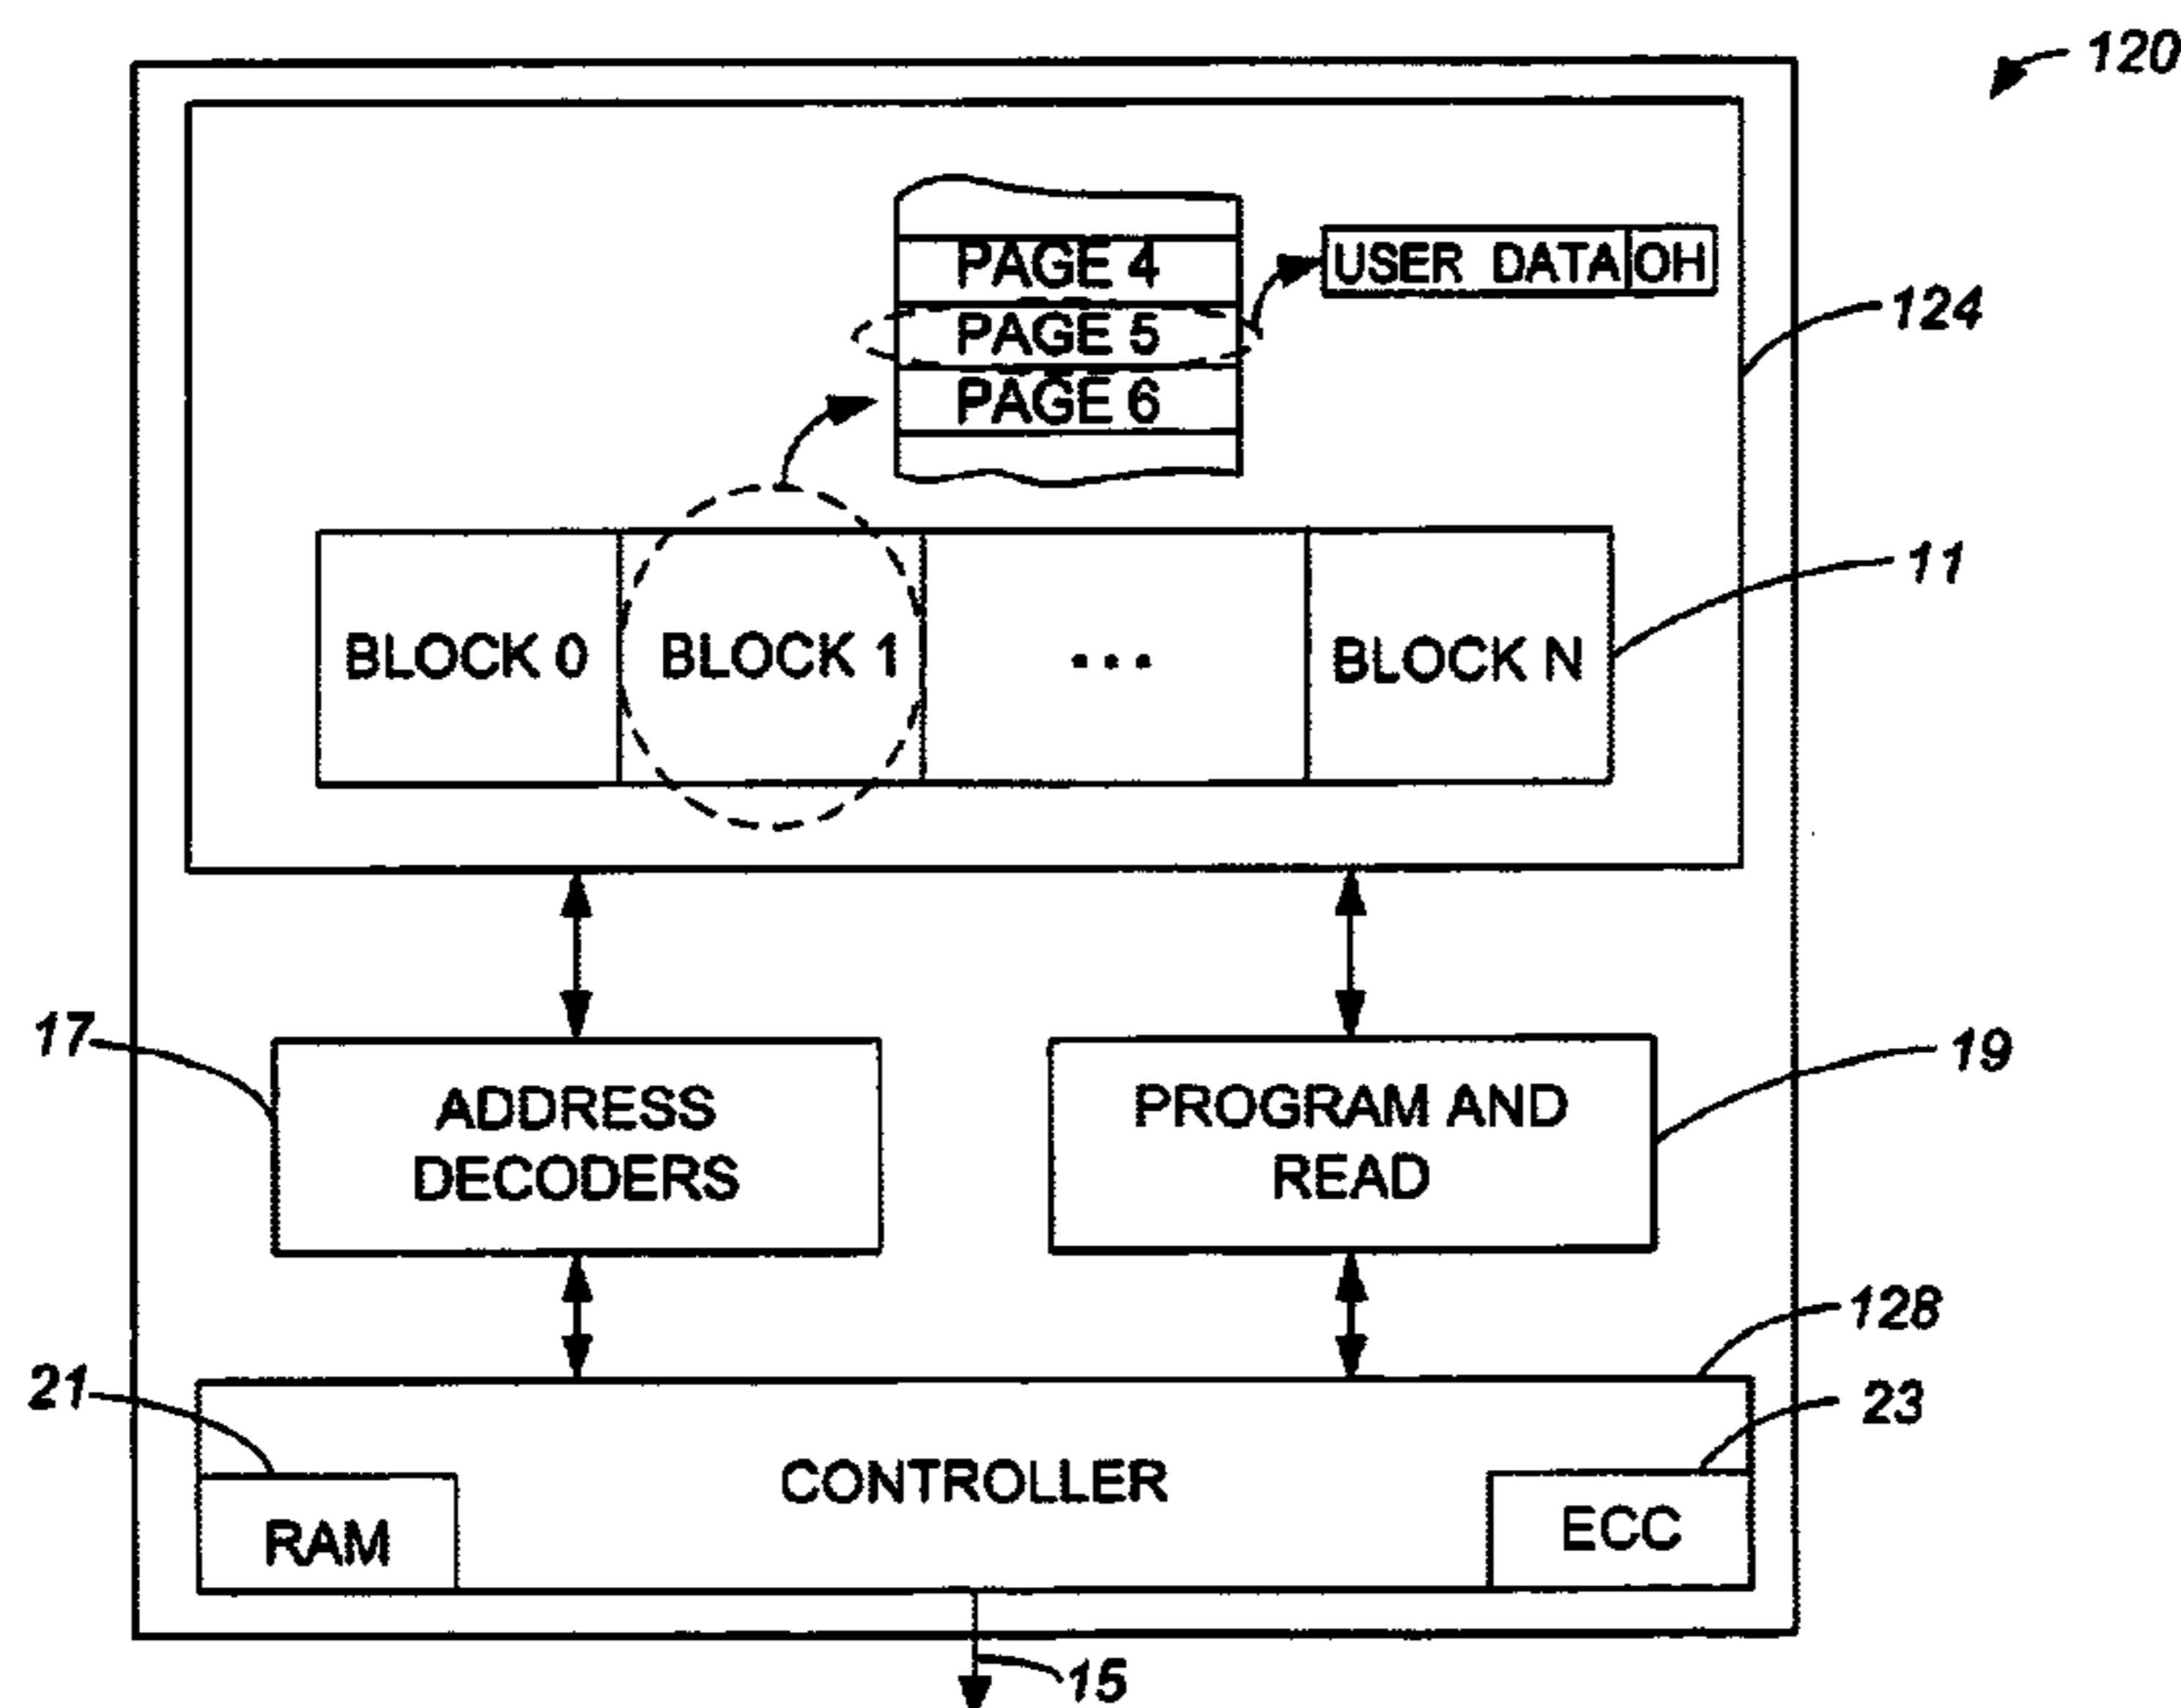 120
PAGE 4
USER DATA OH
124
PAGE 5
PAGE 6
11
BLOCK 0 BLOCK 1 ... BLOCK N
17
19
ADDRESS
DECODERS
PROGRAM AND
READ
128
21
23
CONTROLLER
RAM
ECC
15